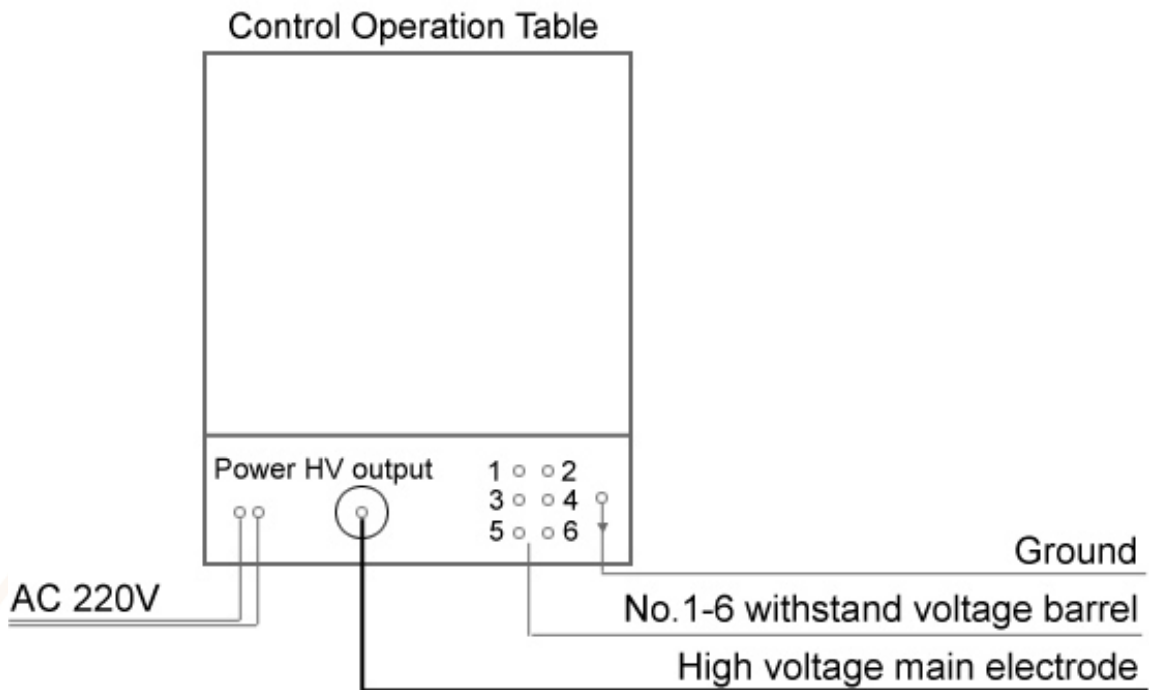 Control Operation Table
Power HV output
1 2
3 4
5 6
Ground
AC 220V
No.1-6 withstand voltage barrel
High voltage main electrode